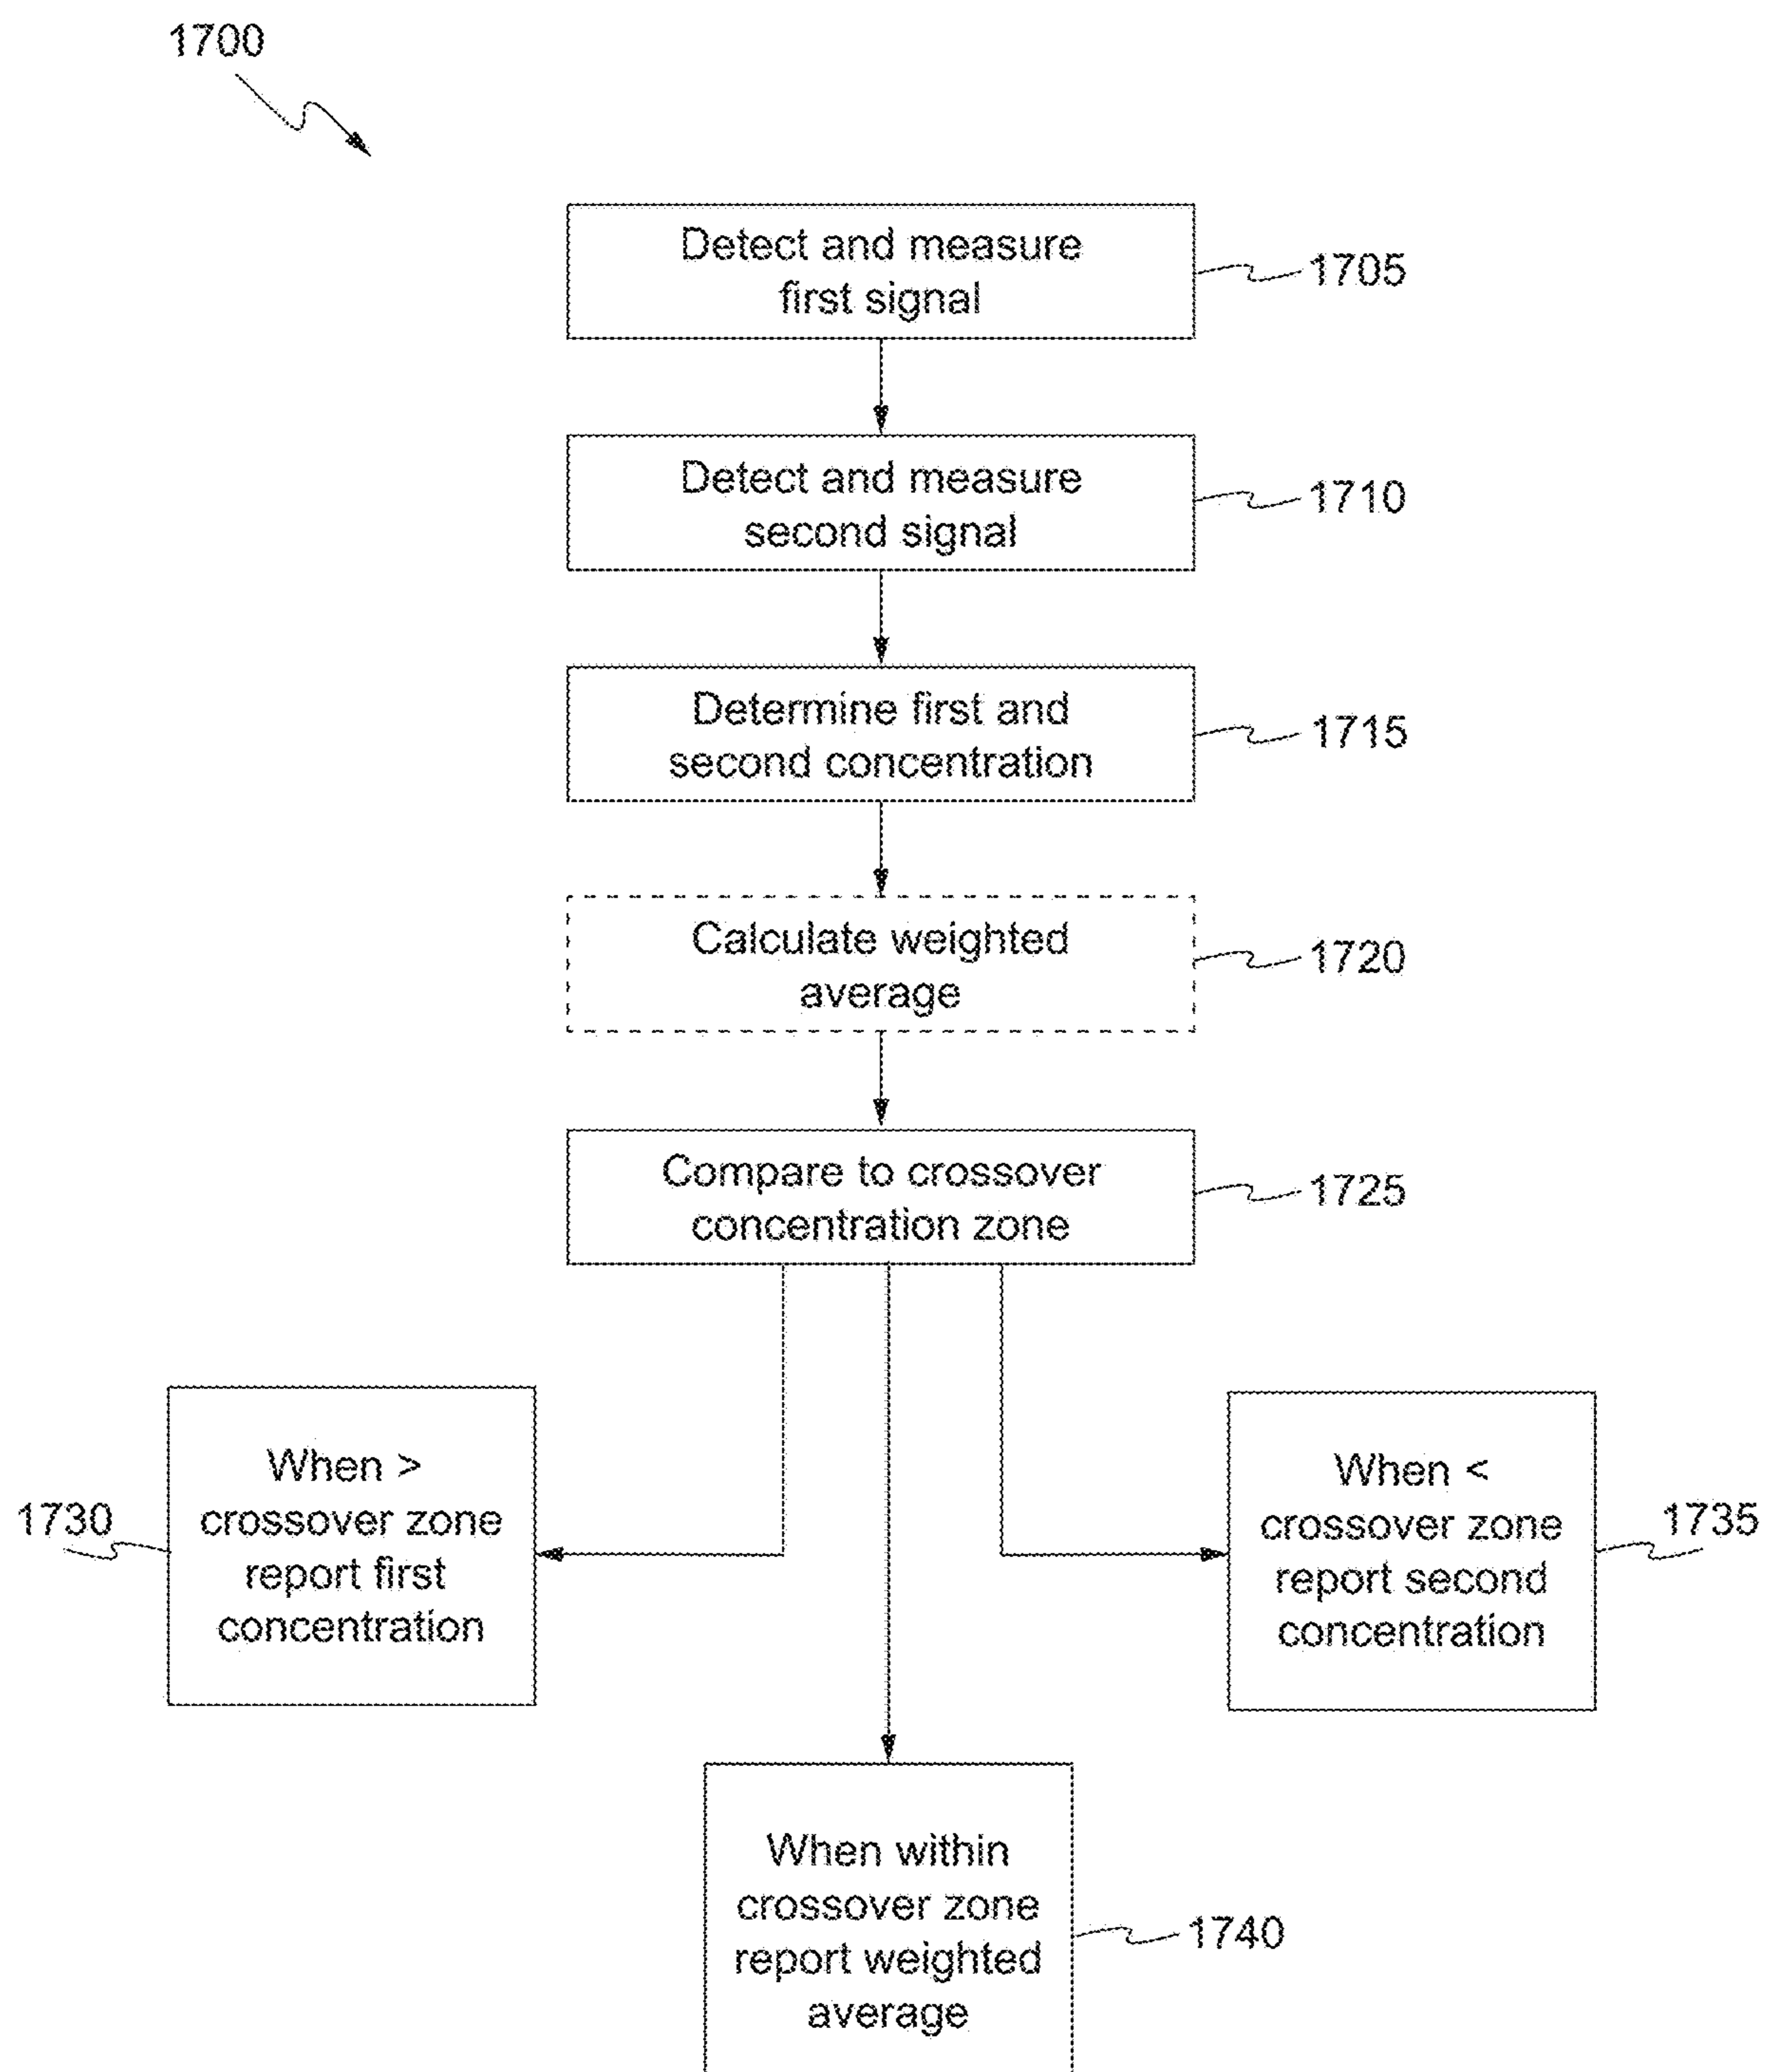 1700
Detect and measure
first signal
1705
Detect and measure
second signal
1710
Determine first and
second concentration
1715
Calculate weighted
average
1720
Compare to crossover
concentration zone
1725
1730
When >
crossover zone
report first
concentration
When <
crossover zone
report second
concentration
1735
When within
crossover zone
report weighted
average
1740